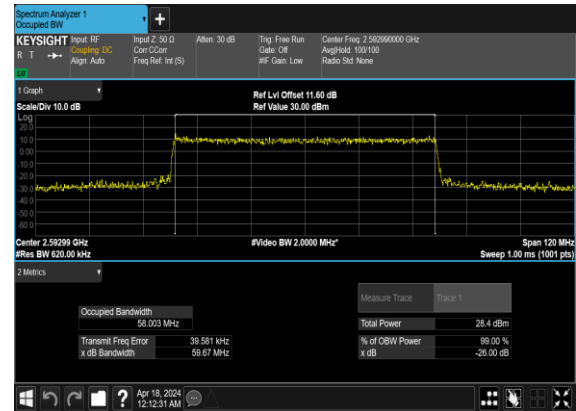 Spectrum Analyzer 1
Occupied BW
KEYSIGHT Input: RF Input Z: 50 Ω Atten: 30 dB Trig: Free Run Center Freq: 2.592990000 GHz
R T Coupling: DC Corr CCorr Gate: Off Avg|Hold: 100/100
Align: Auto Freq Ref: Int (S) #IF Gain: Low Radio Std: None
1 Graph
Ref Lvl Offset 11.60 dB
Scale/Div 10.0 dB Ref Value 30.00 dBm
Log
20.0
10.0
0.00
-10.0
-20.0
-30.0
-40.0
-50.0
-60.0
Center 2.59299 GHz #Video BW 2.0000 MHz* Span 120 MHz
#Res BW 620.00 kHz Sweep 1.00 ms (1001 pts)
2 Metrics
Measure Trace Trace 1
Occupied Bandwidth
58.003 MHz Total Power 28.4 dBm
Transmit Freq Error 39.581 kHz % of OBW Power 99.00 %
x dB Bandwidth 59.67 MHz x dB -26.00 dB
Apr 18, 2024
12:12:31 AM